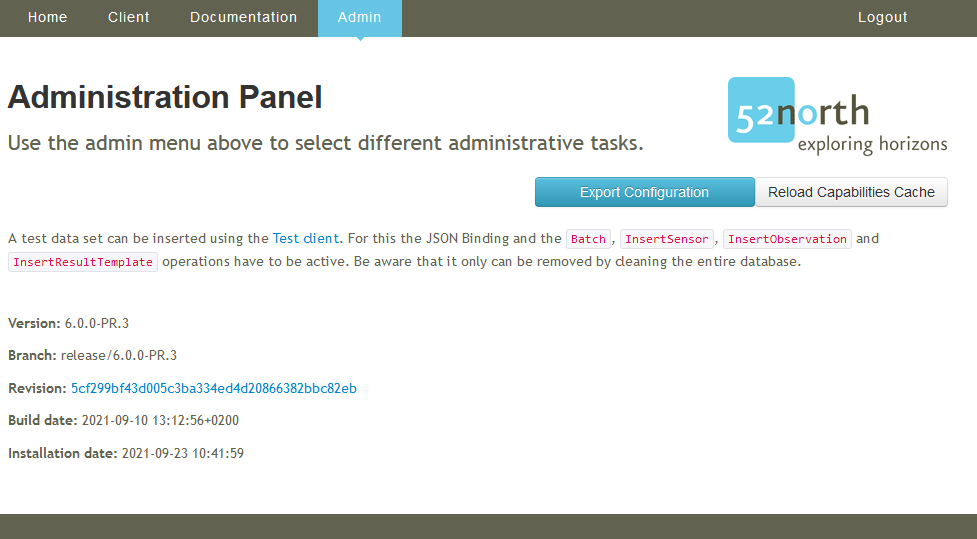 Home Client Documentation Admin Logout
Administration Panel
52north
exploring horizons
Use the admin menu above to select different administrative tasks.
Export Configuration Reload Capabilities Cache
A test data set can be inserted using the Test client. For this the JSON Binding and the Batch, InsertSensor, InsertObservation and
InsertResultTemplate operations have to be active. Be aware that it only can be removed by cleaning the entire database.
Version: 6.0.0-PR.3
Branch: release/6.0.0-PR.3
Revision: 5cf299bf43d005c3ba334ed4d20866382bbc82eb
Build date: 2021-09-10 13:12:56+0200
Installation date: 2021-09-23 10:41:59